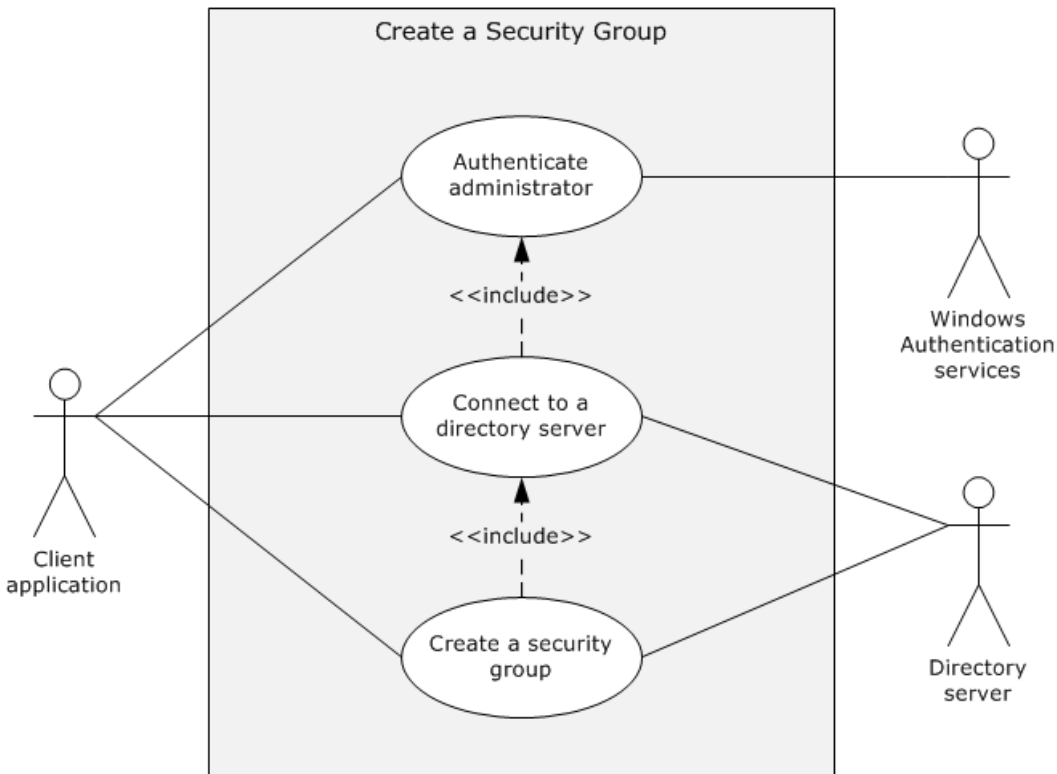 Create a Security Group
Authenticate
administrator
<<include>>
Windows
Authentication
services
Connect to a
directory server
<<include>>
Client
application
Create a security
group
Directory
server